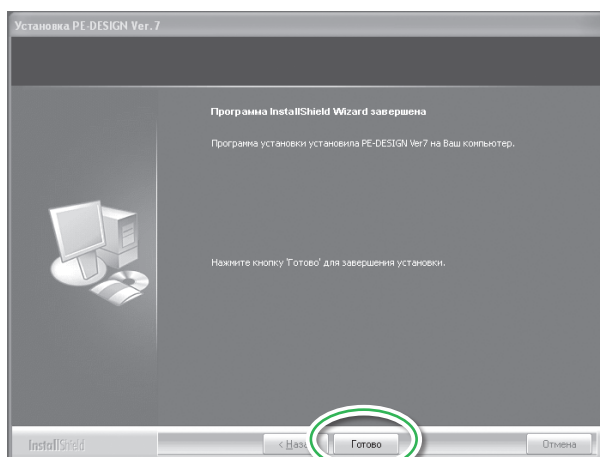 Установка PE-DESIGN Ver.7
Программа InstallShield Wizard завершена
Программа установки установила PE-DESIGN Ver7 на Ваш компьютер.
Нажмите кнопку 'Готово' для завершения установки.
InstallShield
< Наза Готово Отмена